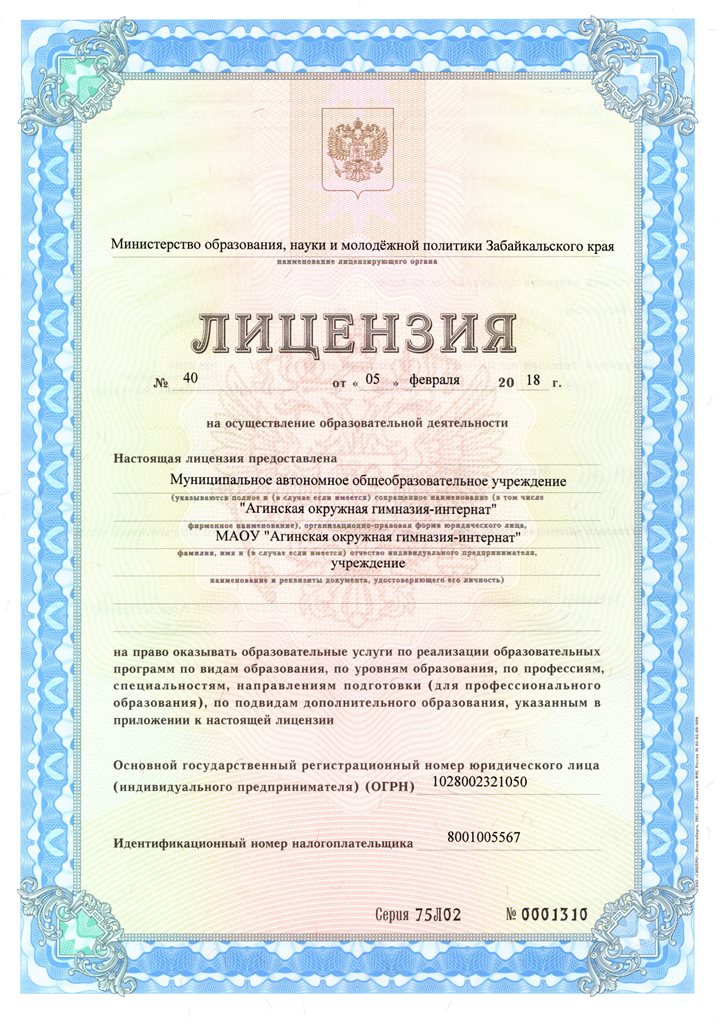 Министерство образования, науки и молодёжной политики Забайкальского края
наименование лицензирующего органа
ЛИЦЕНЗИЯ
№ 40 от « 05 » февраля 20 18 г.
на осуществление образовательной деятельности
Настоящая лицензия предоставлена
Муниципальное автономное общеобразовательное учреждение
(указываются полное и (в случае если имеется) сокращенное наименование (в том числе
"Агинская окружная гимназия-интернат"
фирменное наименование), организационно-правовая форма юридического лица,
МАОУ "Агинская окружная гимназия-интернат"
фамилия, имя и (в случае если имеется) отчество индивидуального предпринимателя,
учреждение
наименование и реквизиты документа, удостоверяющего его личность)
на право оказывать образовательные услуги по реализации образовательных
программ по видам образования, по уровням образования, по профессиям,
специальностям, направлениям подготовки (для профессионального
образования), по подвидам дополнительного образования, указанным в
приложении к настоящей лицензии
Основной государственный регистрационный номер юридического лица
(индивидуального предпринимателя) (ОГРН) 1028002321050
Идентификационный номер налогоплательщика 8001005567
Серия 75Л02 № 0001310